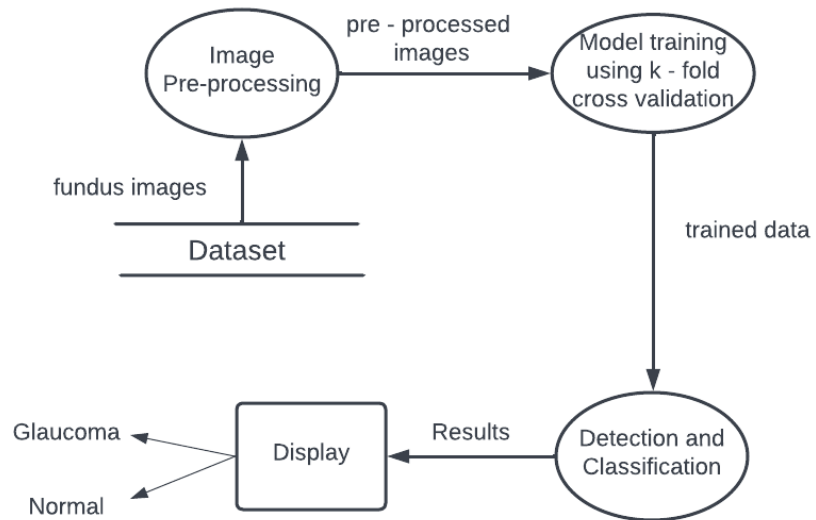 pre - processed
images
Image
Pre-processing
Model training
using k - fold
cross validation
fundus images
Dataset
trained data
Glaucoma
Normal
Display
Results
Detection and
Classification